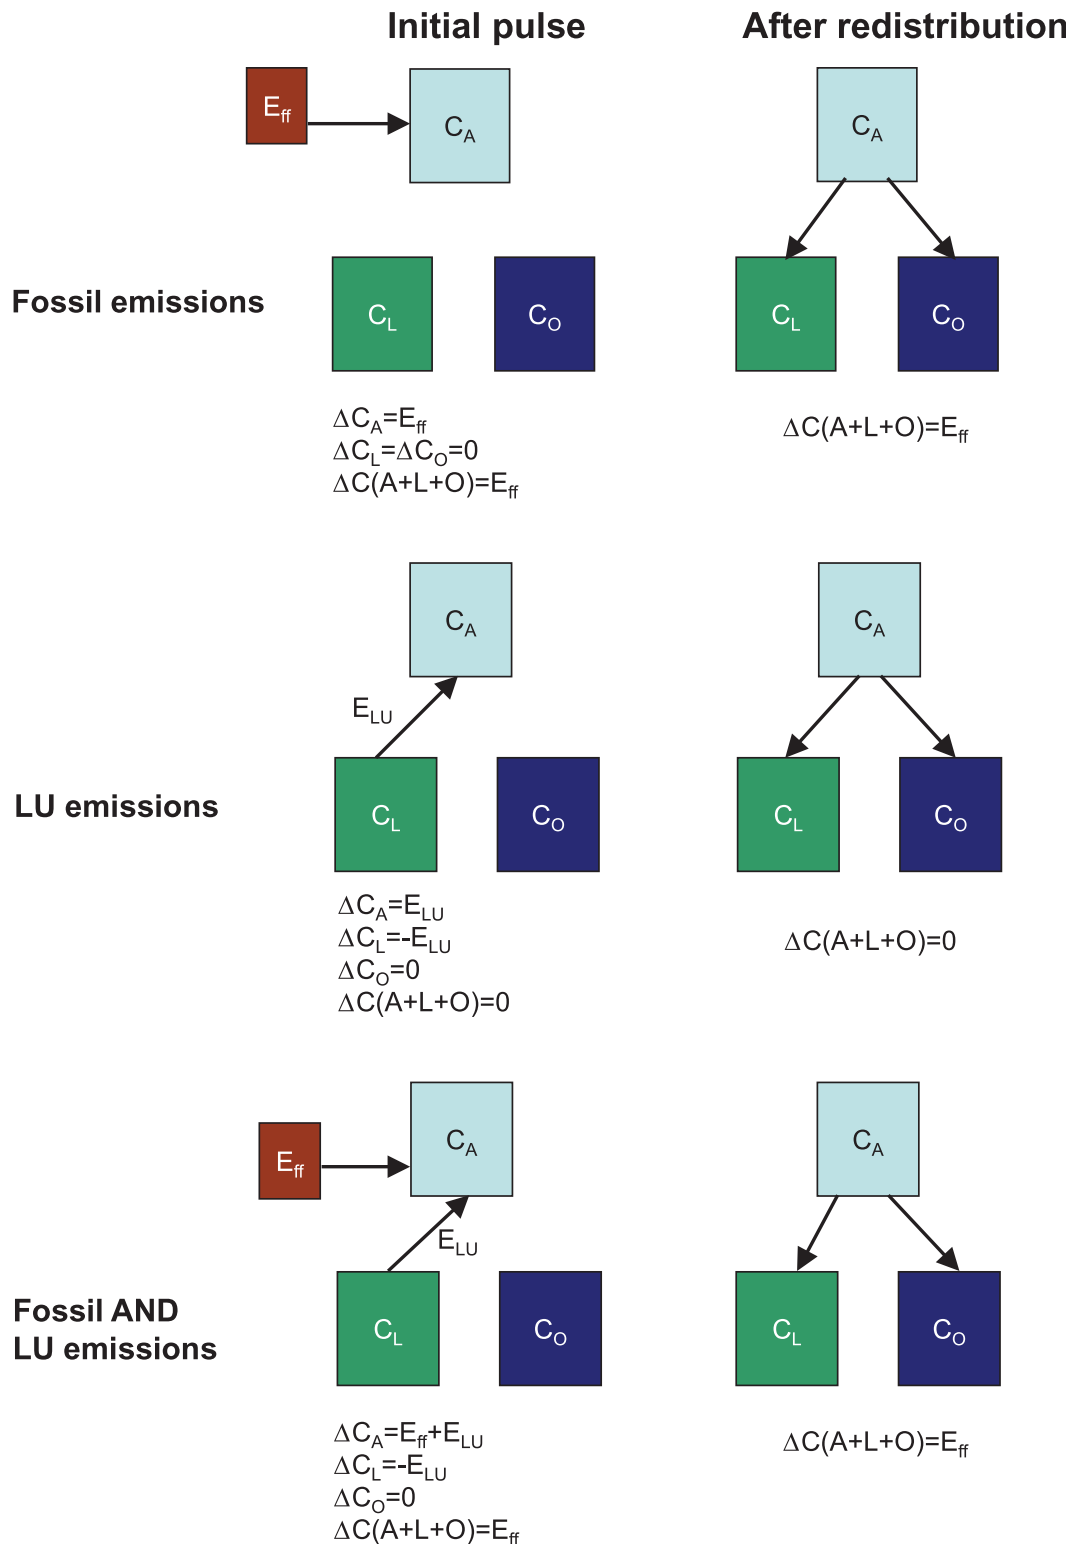 Initial pulse After redistribution
E_ff C_A C_A
Fossil emissions C_L C_O C_L C_O
ΔC_A=E_ff
ΔC_L=ΔC_O=0
ΔC(A+L+O)=E_ff
ΔC(A+L+O)=E_ff
C_A C_A
E_LU
LU emissions C_L C_O C_L C_O
ΔC_A=E_LU
ΔC_L=-E_LU
ΔC_O=0
ΔC(A+L+O)=0
ΔC(A+L+O)=0
E_ff C_A C_A
E_LU
Fossil AND
LU emissions
C_L C_O C_L C_O
ΔC_A=E_ff+E_LU
ΔC_L=-E_LU
ΔC_O=0
ΔC(A+L+O)=E_ff
ΔC(A+L+O)=E_ff